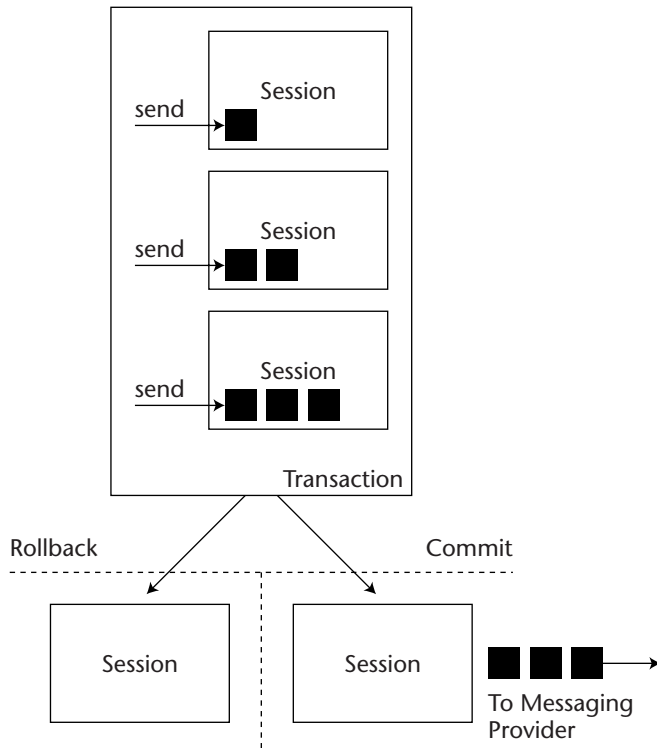 Session
send
Session
send
Session
send
Transaction
Rollback
Commit
Session
Session
To Messaging
Provider